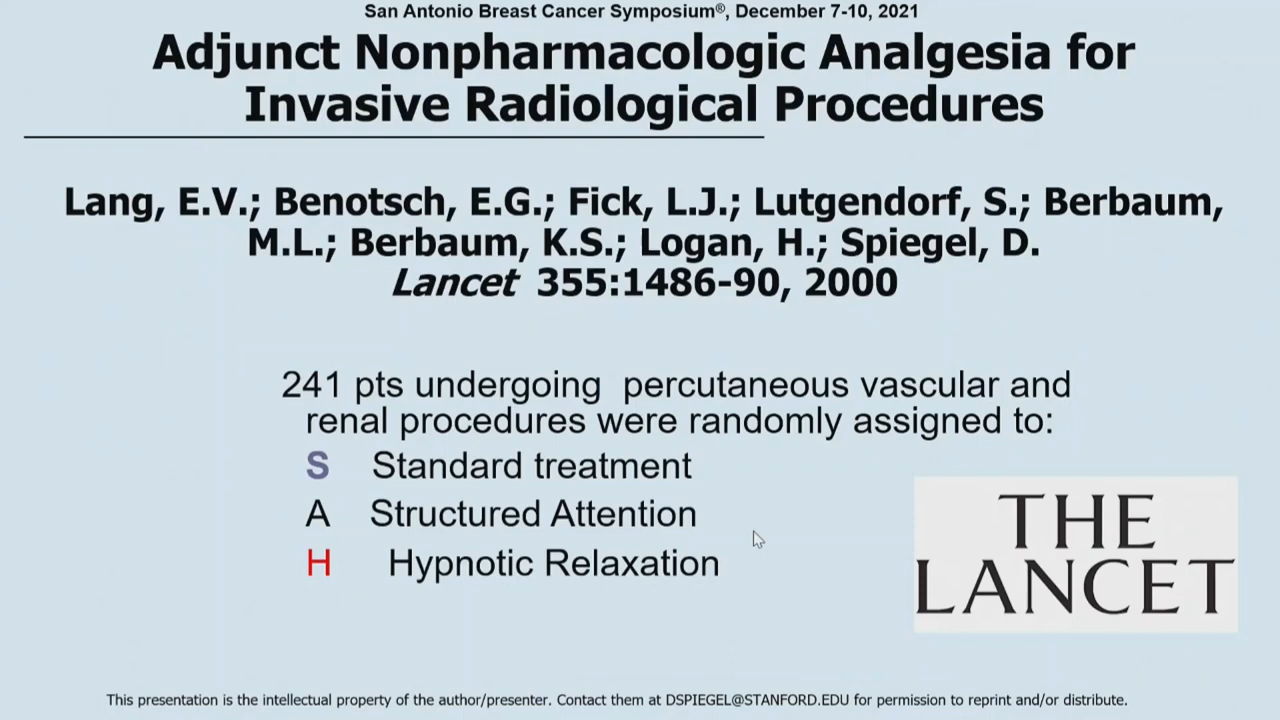 San Antonio Breast Cancer Symposium®, December 7-10, 2021
Adjunct Nonpharmacologic Analgesia for
Invasive Radiological Procedures
Lang, E.V.; Benotsch, E.G.; Fick, L.J.; Lutgendorf, S.; Berbaum,
M.L.; Berbaum, K.S.; Logan, H.; Spiegel, D.
Lancet 355:1486-90, 2000
241 pts undergoing percutaneous vascular and
renal procedures were randomly assigned to:
S Standard treatment
A Structured Attention
H Hypnotic Relaxation
THE
LANCET
This presentation is the intellectual property of the author/presenter. Contact them at DSPIEGEL@STANFORD.EDU for permission to reprint and/or distribute.